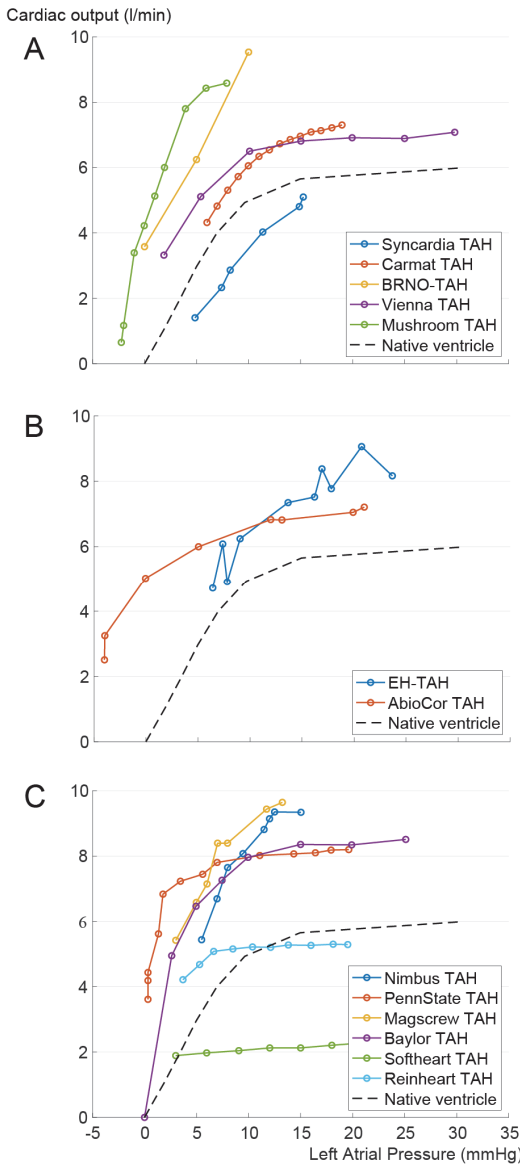 Cardiac output (l/min)
A
10
8
6
4
2
0
Syncardia TAH
Carmat TAH
BRNO-TAH
Vienna TAH
Mushroom TAH
Native ventricle
B
10
8
6
4
2
0
EH-TAH
AbioCor TAH
Native ventricle
C
10
8
6
4
2
0
Nimbus TAH
PennState TAH
Magscrew TAH
Baylor TAH
Softheart TAH
Reinheart TAH
Native ventricle
-5 0 5 10 15 20 25 30 35
Left Atrial Pressure (mmHg)